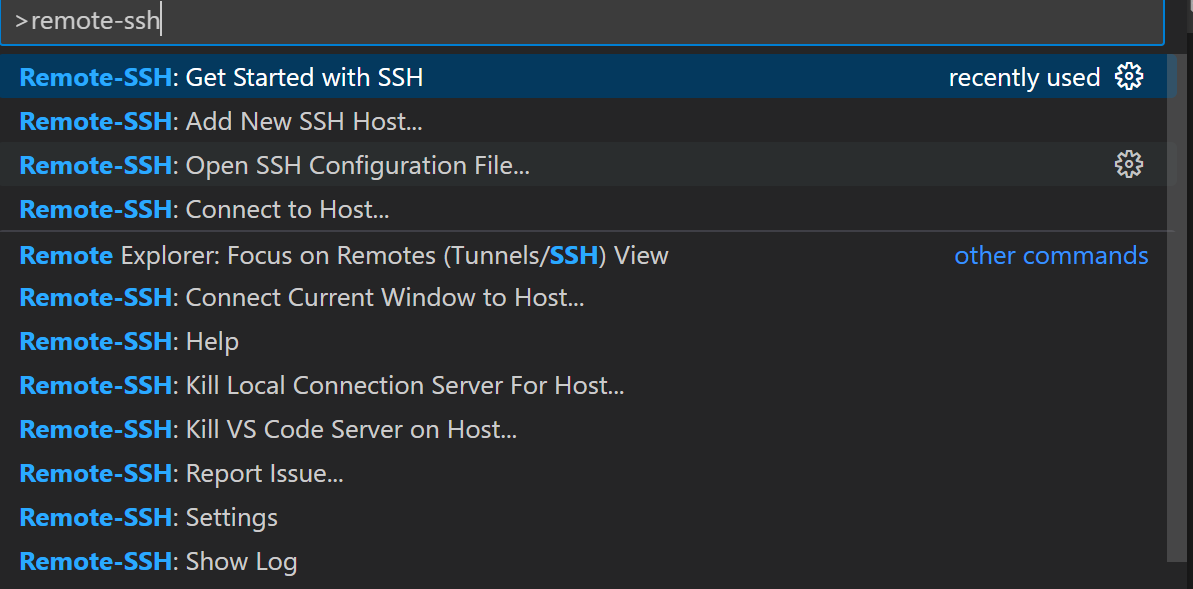 >remote-ssh
Remote-SSH: Get Started with SSH recently used
Remote-SSH: Add New SSH Host...
Remote-SSH: Open SSH Configuration File...
Remote-SSH: Connect to Host...
Remote Explorer: Focus on Remotes (Tunnels/SSH) View other commands
Remote-SSH: Connect Current Window to Host...
Remote-SSH: Help
Remote-SSH: Kill Local Connection Server For Host...
Remote-SSH: Kill VS Code Server on Host...
Remote-SSH: Report Issue...
Remote-SSH: Settings
Remote-SSH: Show Log